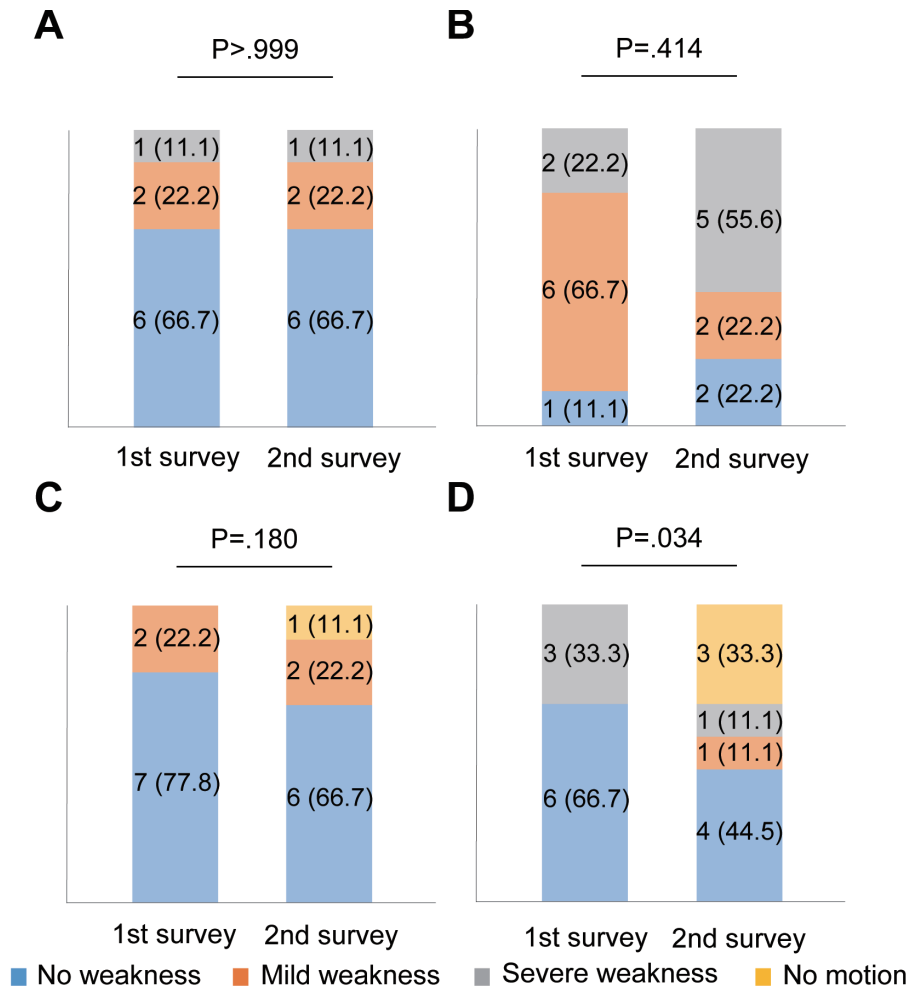 A
P>.999
1 (11.1) 1 (11.1)
2 (22.2) 2 (22.2)
6 (66.7) 6 (66.7)
1st survey 2nd survey
B
P=.414
2 (22.2)
5 (55.6)
6 (66.7)
2 (22.2)
2 (22.2)
1 (11.1)
1st survey 2nd survey
C
P=.180
1 (11.1)
2 (22.2)
2 (22.2)
7 (77.8)
6 (66.7)
1st survey 2nd survey
D
P=.034
3 (33.3) 3 (33.3)
1 (11.1)
1 (11.1)
6 (66.7)
4 (44.5)
1st survey 2nd survey
No weakness Mild weakness Severe weakness No motion